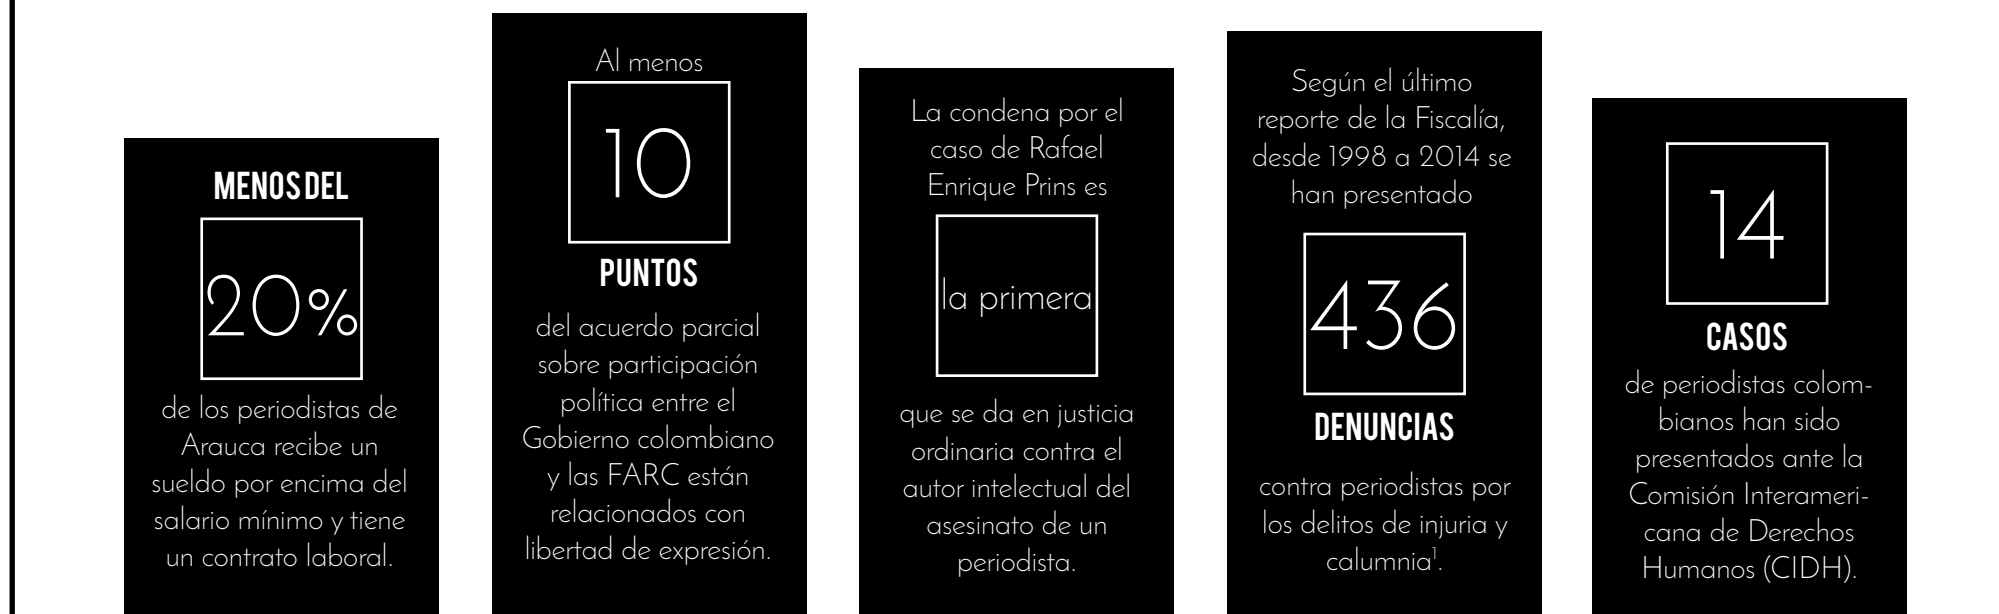 MENOS DEL
20%
de los periodistas de
Arauca recibe un
sueldo por encima del
salario mínimo y tiene
un contrato laboral.
Al menos
10
PUNTOS
del acuerdo parcial
sobre participación
política entre el
Gobierno colombiano
y las FARC están
relacionados con
libertad de expresión.
La condena por el
caso de Rafael
Enrique Prins es
la primera
que se da en justicia
ordinaria contra el
autor intelectual del
asesinato de un
periodista.
Según el último
reporte de la Fiscalía,
desde 1998 a 2014 se
han presentado
436
DENUNCIAS
contra periodistas por
los delitos de injuria y
calumnia¹.
14
CASOS
de periodistas colom-
bianos han sido
presentados ante la
Comisión Interameri-
cana de Derechos
Humanos (CIDH).